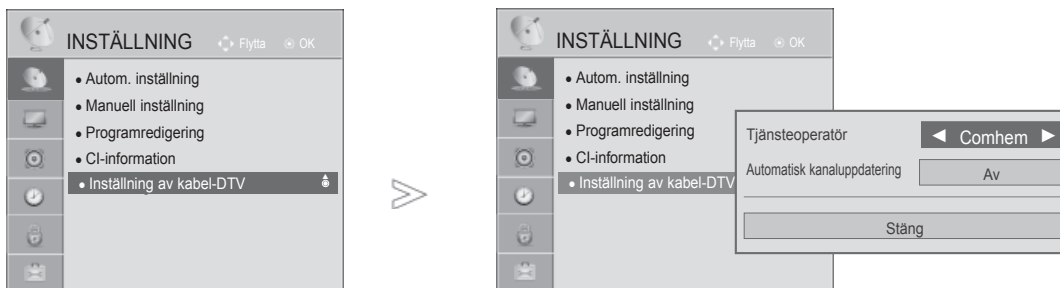 INSTÄLLNING Flytta OK
• Autom. inställning
• Manuell inställning
• Programredigering
• CI-information
• Inställning av kabel-DTV
INSTÄLLNING Flytta OK
• Autom. inställning
• Manuell inställning
• Programredigering
• CI-information
• Inställning av kabel-DTV
Tjänsteoperatör ◄ Comhem ►
Automatisk kanaluppdatering Av
Stäng